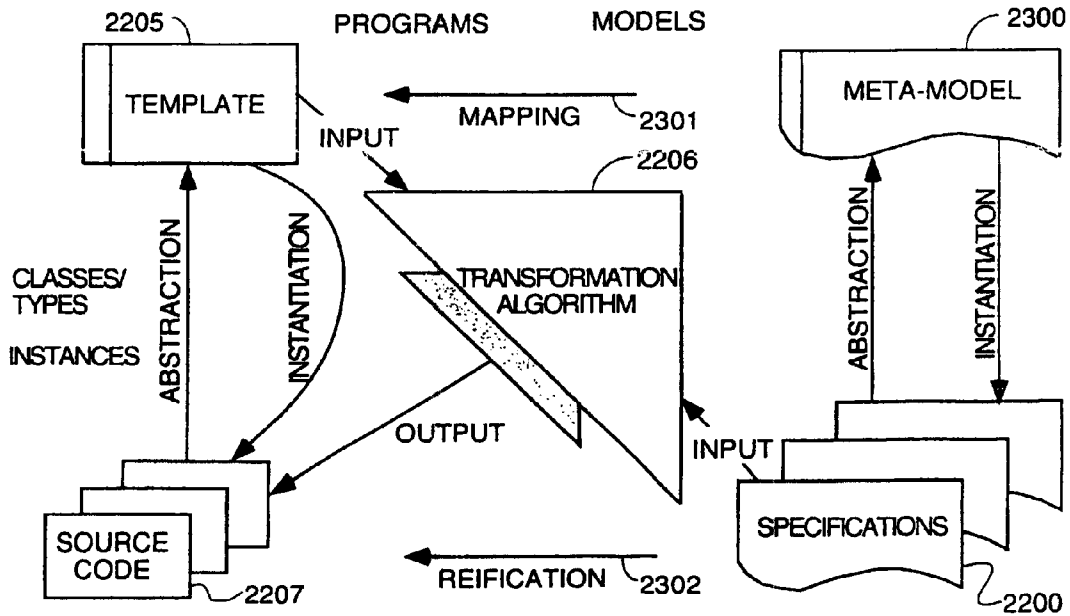 2205
PROGRAMS
MODELS
2300
TEMPLATE
META-MODEL
MAPPING
2301
INPUT
2206
ABSTRACTION
INSTANTIATION
TRANSFORMATION
ALGORITHM
ABSTRACTION
INSTANTIATION
CLASSES/
TYPES
INSTANCES
OUTPUT
INPUT
SOURCE
CODE
SPECIFICATIONS
REIFICATION
2302
2207
2200